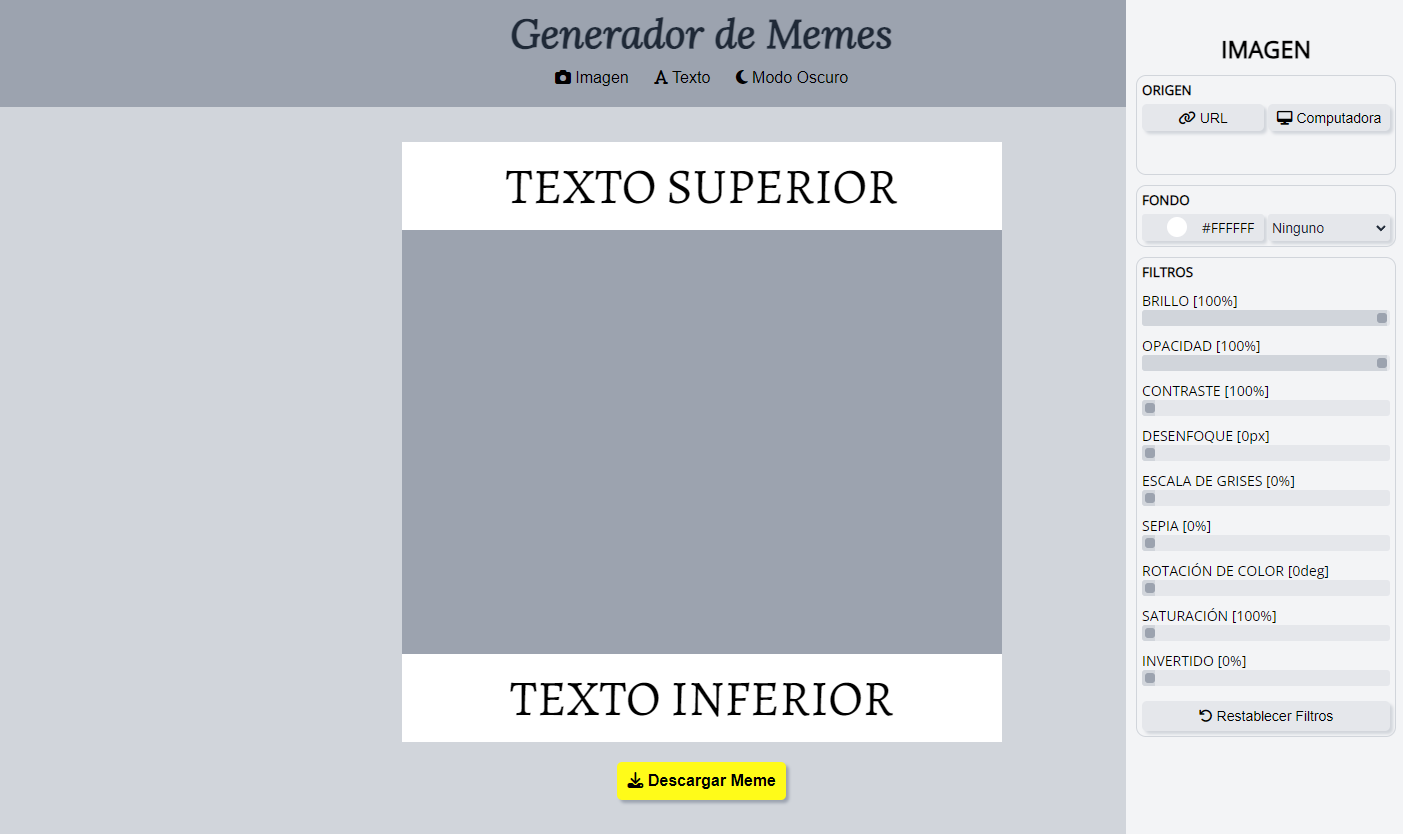 Generador de Memes
Imagen Texto Modo Oscuro
TEXTO SUPERIOR
TEXTO INFERIOR
Descargar Meme
IMAGEN
ORIGEN
URL Computadora
FONDO
#FFFFFF Ninguno
FILTROS
BRILLO [100%]
OPACIDAD [100%]
CONTRASTE [100%]
DESENFOQUE [0px]
ESCALA DE GRISES [0%]
SEPIA [0%]
ROTACIÓN DE COLOR [0deg]
SATURACIÓN [100%]
INVERTIDO [0%]
Restablecer Filtros